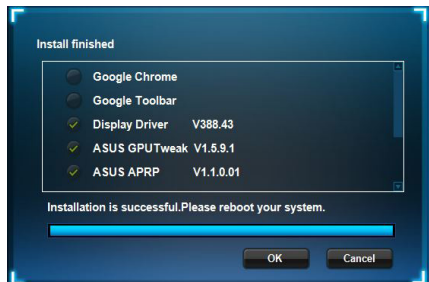 Install finished
Google Chrome
Google Toolbar
Display Driver V388.43
ASUS GPUTweak V1.5.9.1
ASUS APRP V1.1.0.01
Installation is successful.Please reboot your system.
OK Cancel